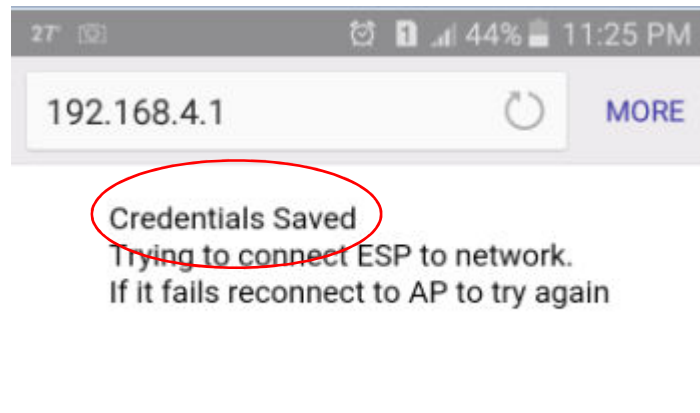 27° 1 44% 11:25 PM
192.168.4.1 MORE
Credentials Saved
Trying to connect ESP to network.
If it fails reconnect to AP to try again